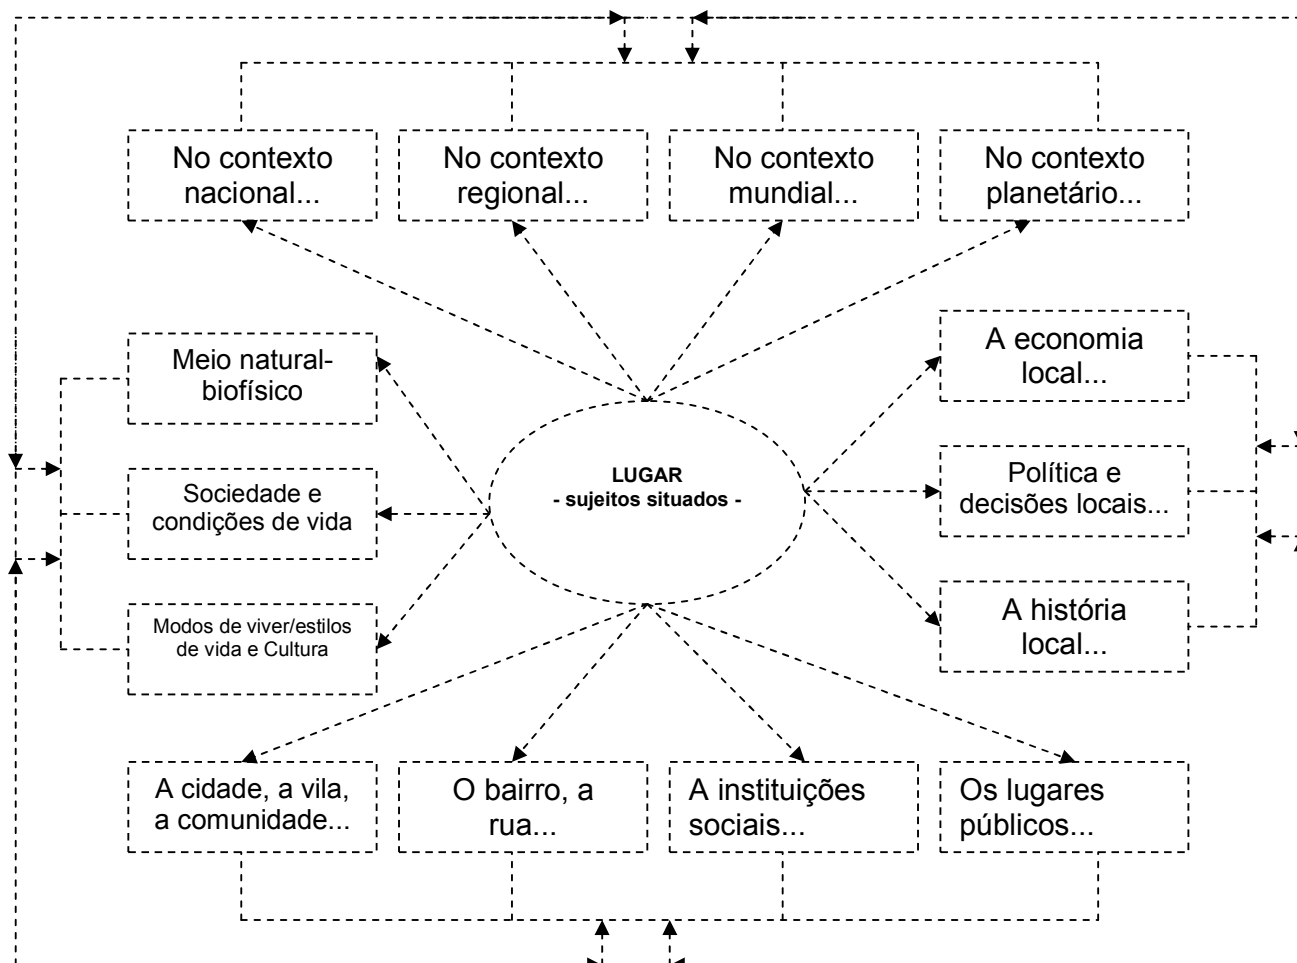 No contexto
nacional...
No contexto
regional...
No contexto
mundial...
No contexto
planetário...
Meio natural-
biofísico
A economia
local...
LUGAR
- sujeitos situados -
Sociedade e
condições de vida
Política e
decisões locais...
Modos de viver/estilos
de vida e Cultura
A história
local...
A cidade, a vila,
a comunidade...
O bairro, a
rua...
A instituições
sociais...
Os lugares
públicos...